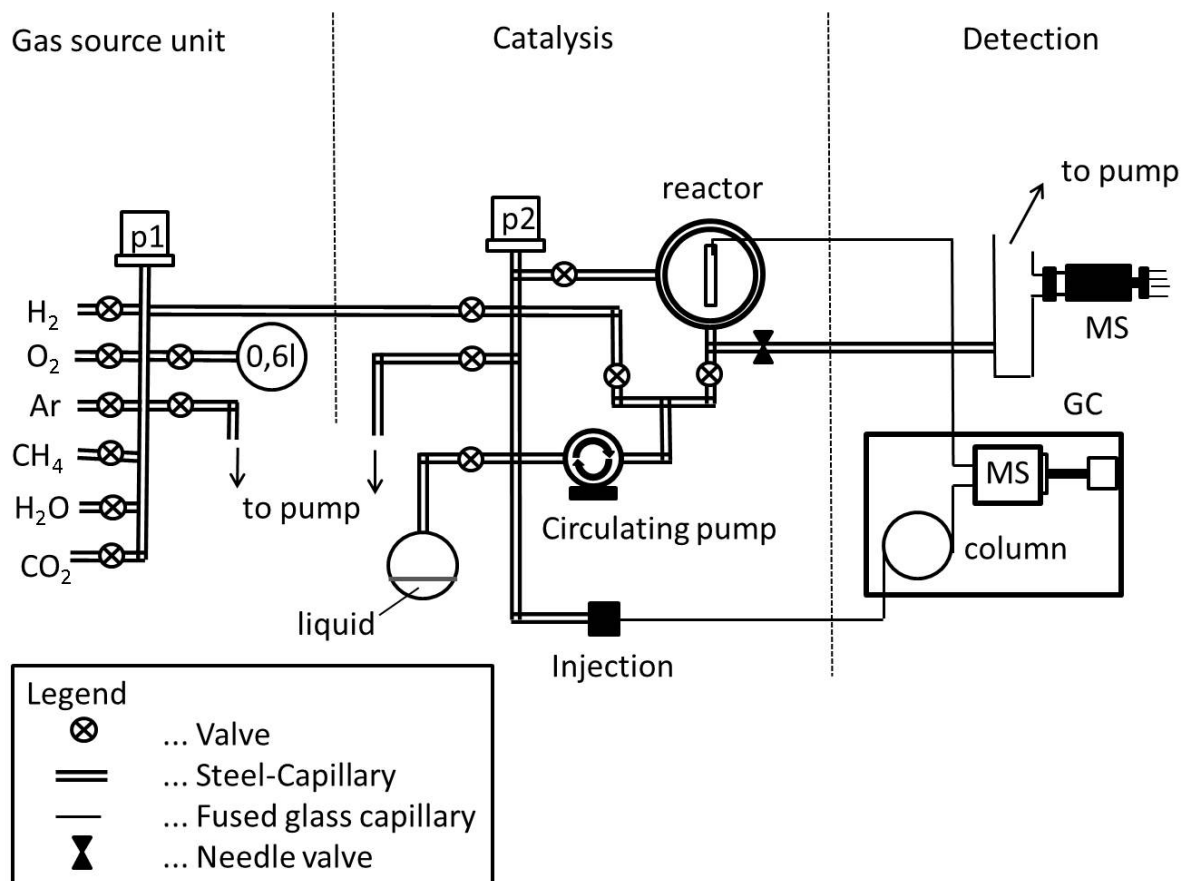 Gas source unit
Catalysis
Detection
to pump
reactor
p1
p2
H2
MS
O2
0,6l
Ar
GC
CH4
MS
H2O
to pump
Circulating pump
column
CO2
liquid
Injection
Legend
... Valve
... Steel-Capillary
... Fused glass capillary
... Needle valve